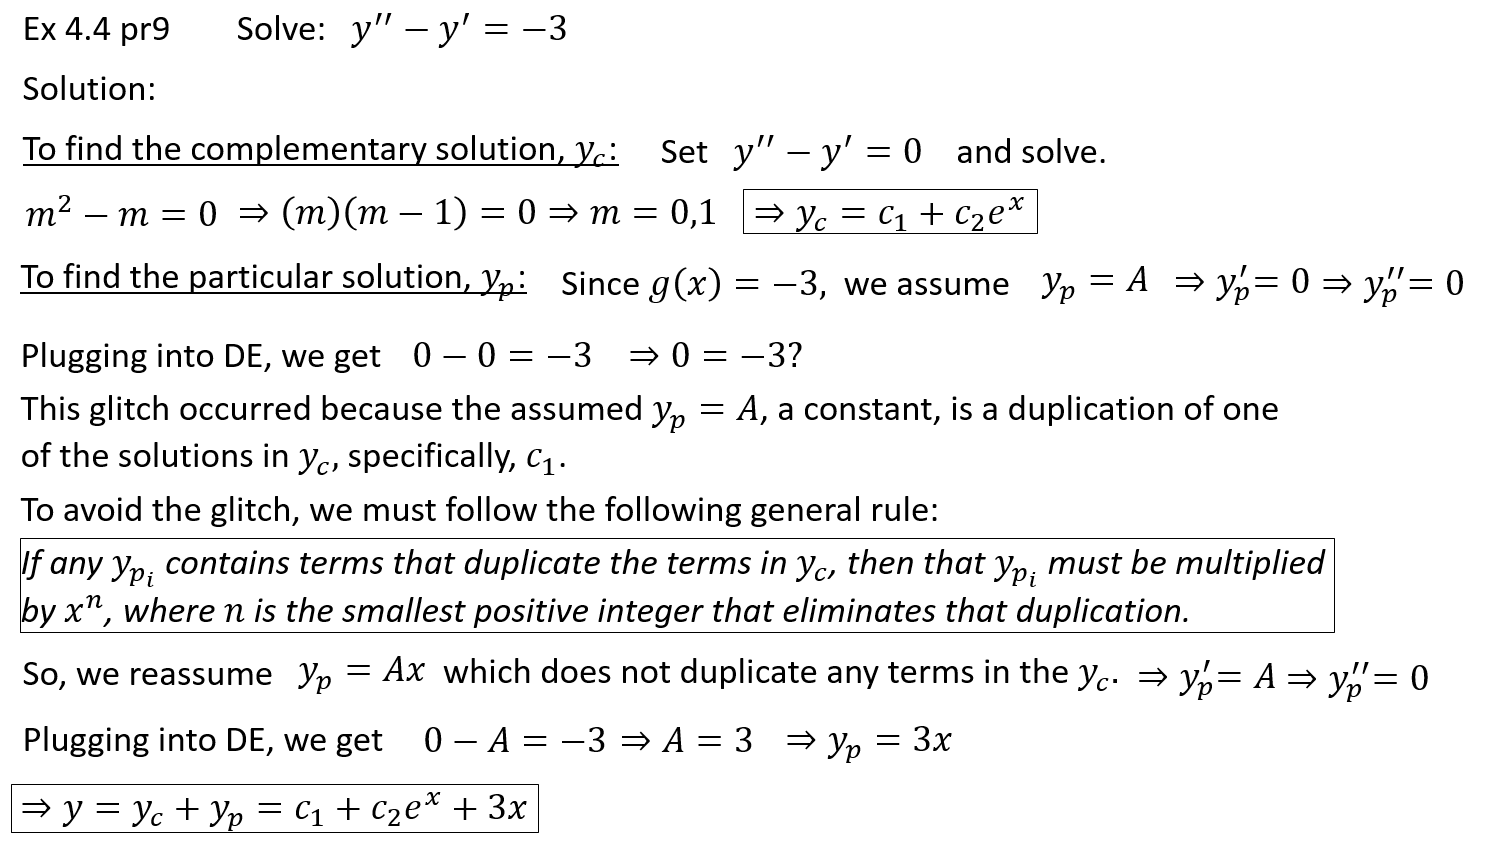 Ex 4.4 pr9 Solve: y′′ − y′ = −3
Solution:
To find the complementary solution, y_c: Set y′′ − y′ = 0 and solve.
m² − m = 0 ⇒ (m)(m − 1) = 0 ⇒ m = 0,1 ⇒ y_c = c₁ + c₂eˣ
To find the particular solution, y_p: Since g(x) = −3, we assume y_p = A ⇒ y_p′ = 0 ⇒ y_p′′ = 0
Plugging into DE, we get 0 − 0 = −3 ⇒ 0 = −3?
This glitch occurred because the assumed y_p = A, a constant, is a duplication of one
of the solutions in y_c, specifically, c₁.
To avoid the glitch, we must follow the following general rule:
If any y_{p_i} contains terms that duplicate the terms in y_c, then that y_{p_i} must be multiplied
by xⁿ, where n is the smallest positive integer that eliminates that duplication.
So, we reassume y_p = Ax which does not duplicate any terms in the y_c. ⇒ y_p′ = A ⇒ y_p′′ = 0
Plugging into DE, we get 0 − A = −3 ⇒ A = 3 ⇒ y_p = 3x
⇒ y = y_c + y_p = c₁ + c₂eˣ + 3x